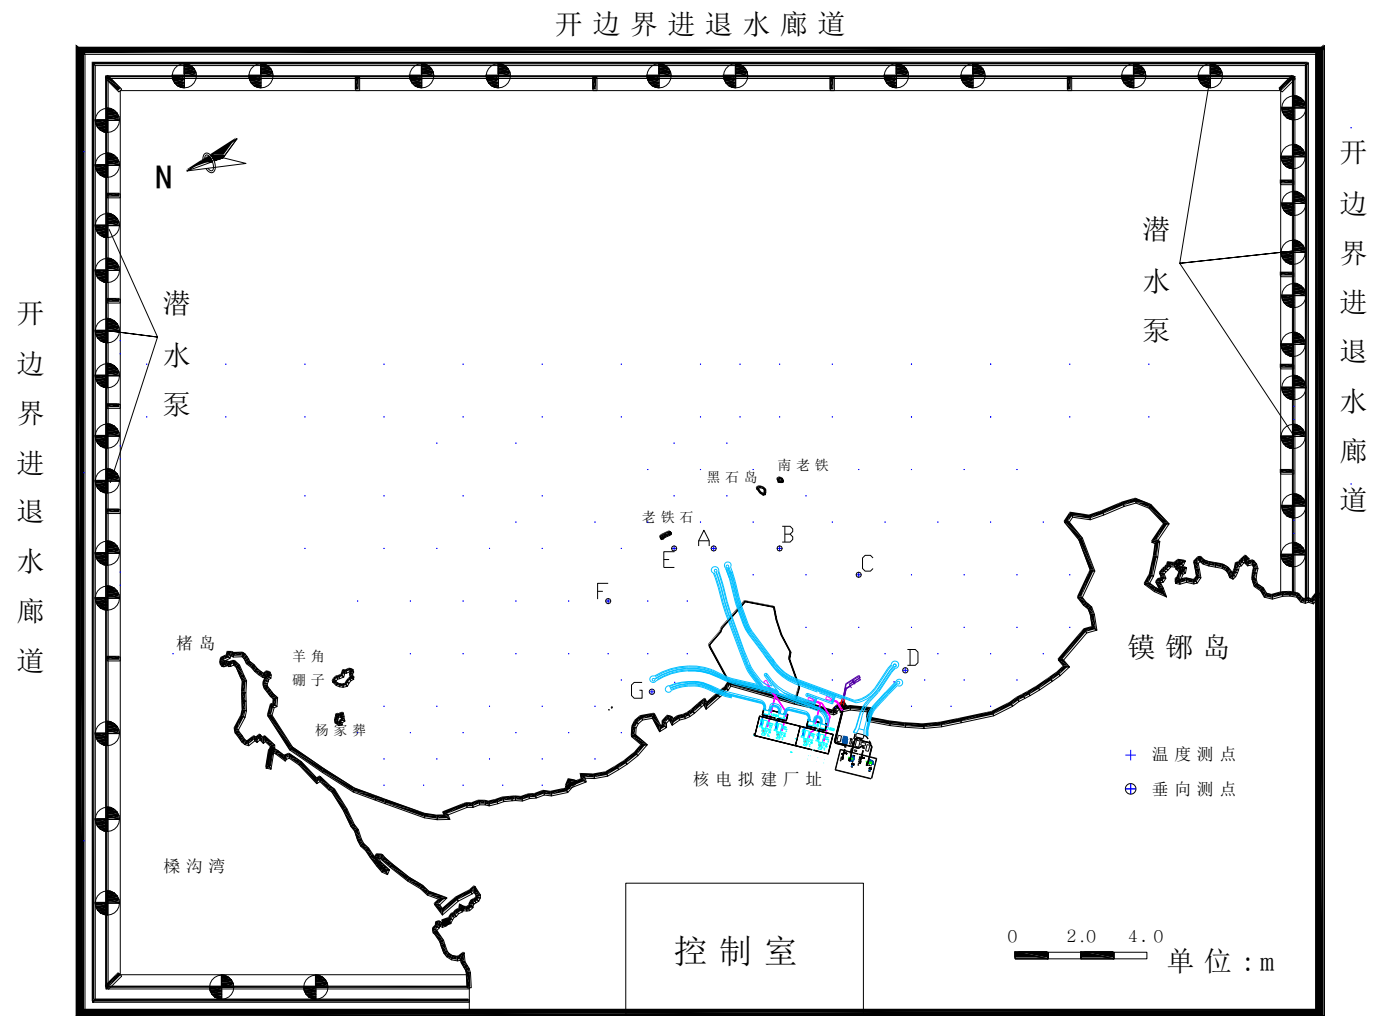 开边界进退水廊道
N
开边界进退水廊道
潜水泵
潜水泵
开边界进退水廊道
南老铁
黑石岛
老铁石
A
B
E
C
F
楮岛
羊角
硼子
D
G
镆铘岛
杨家葬
温度测点
核电拟建厂址
垂向测点
桑沟湾
控制室
0 2.0 4.0
单位:m